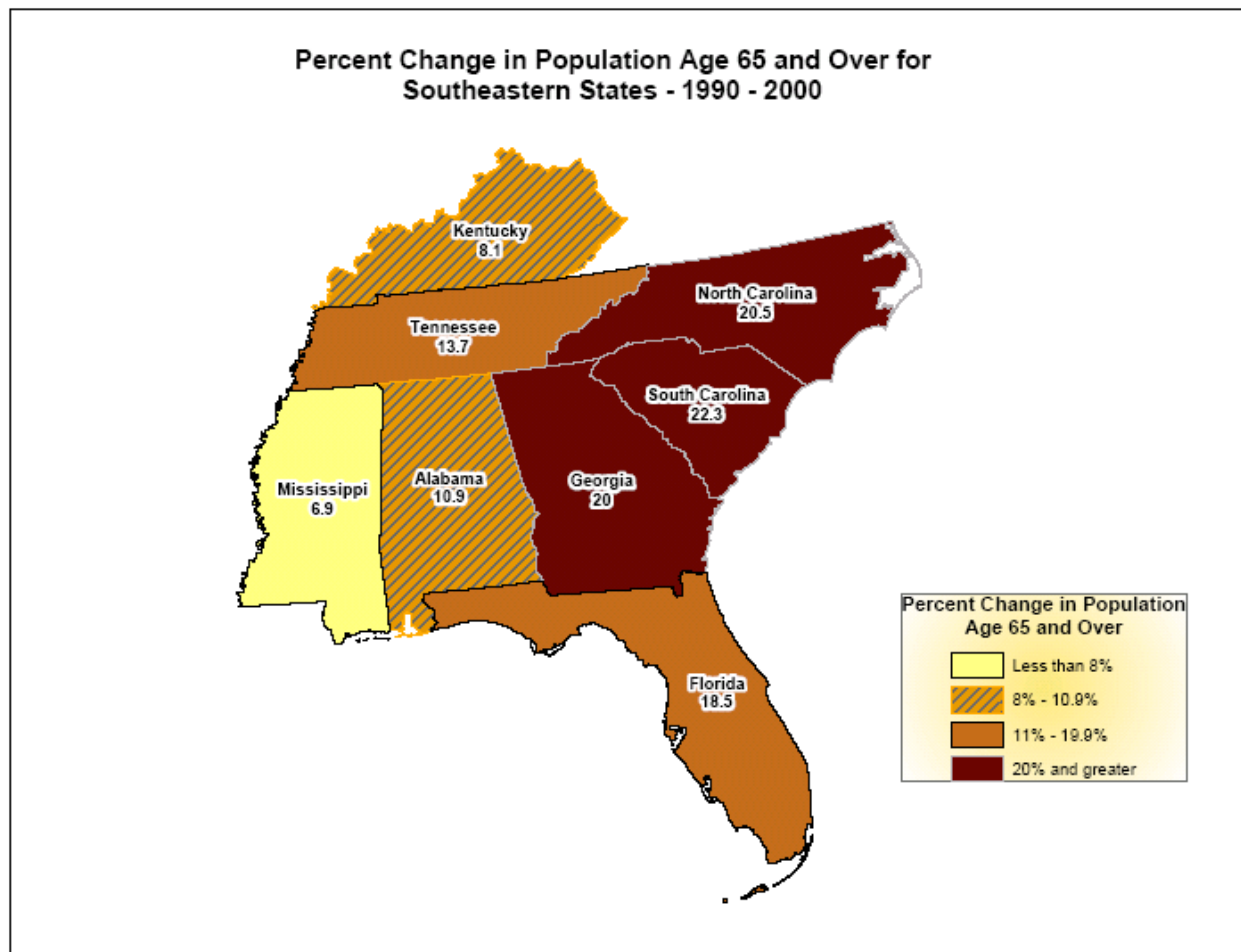 Percent Change in Population Age 65 and Over for
Southeastern States - 1990 - 2000
Kentucky
8.1
North Carolina
20.5
Tennessee
13.7
South Carolina
22.3
Alabama
10.9
Georgia
20
Mississippi
6.9
Florida
18.5
Percent Change in Population
Age 65 and Over
Less than 8%
8% - 10.9%
11% - 19.9%
20% and greater